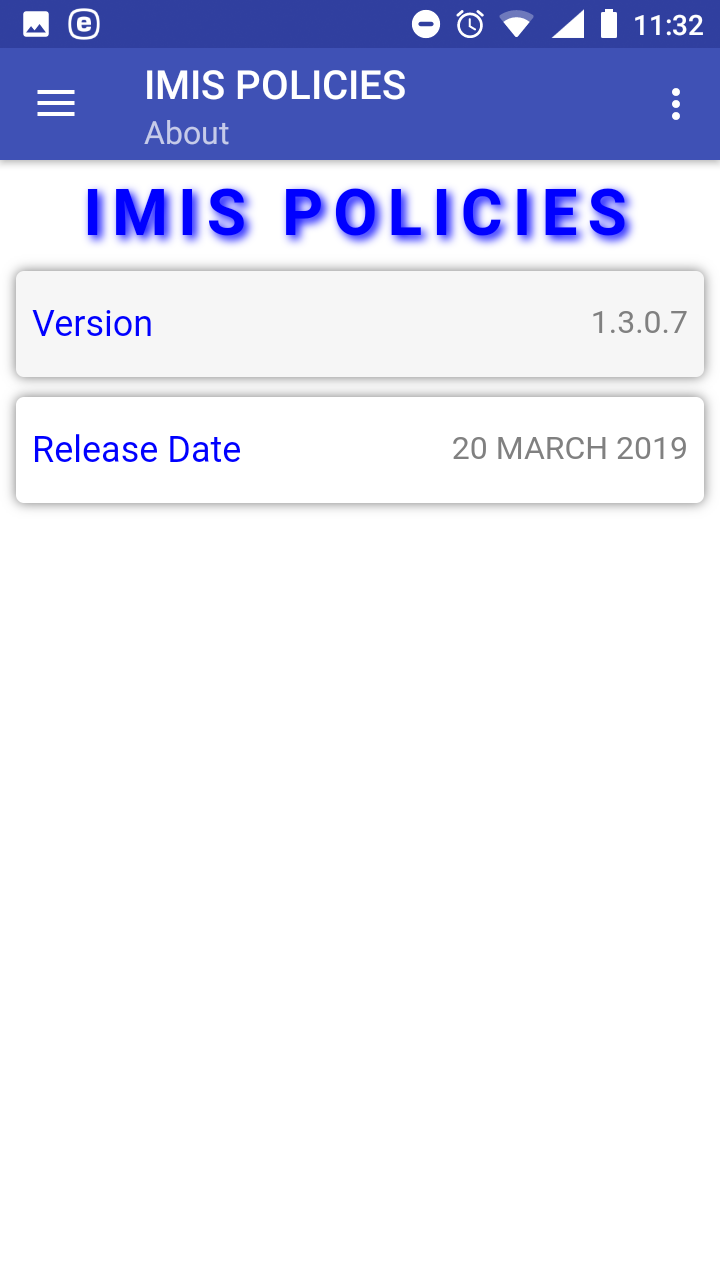 11:32
IMIS POLICIES
About
IMIS POLICIES
Version 1.3.0.7
Release Date 20 MARCH 2019